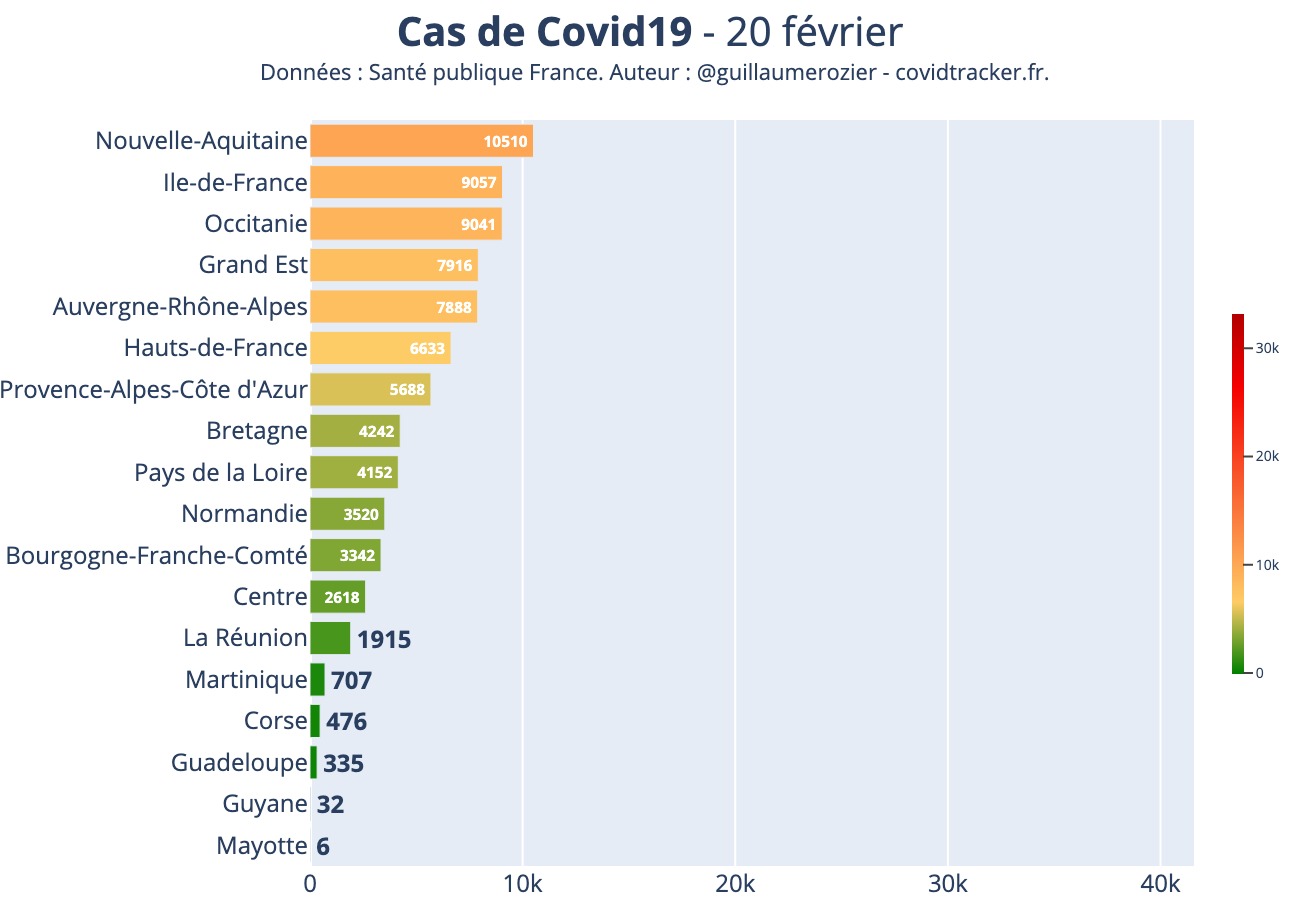 Cas de Covid19 - 20 février
Données : Santé publique France. Auteur : @guillaumerozier - covidtracker.fr.
Nouvelle-Aquitaine 10510
Ile-de-France 9057
Occitanie 9041
Grand Est 7916
Auvergne-Rhône-Alpes 7888
Hauts-de-France 6633
Provence-Alpes-Côte d'Azur 5688
Bretagne 4242
Pays de la Loire 4152
Normandie 3520
Bourgogne-Franche-Comté 3342
Centre 2618
La Réunion 1915
Martinique 707
Corse 476
Guadeloupe 335
Guyane 32
Mayotte 6
0 10k 20k 30k 40k
30k
20k
10k
0